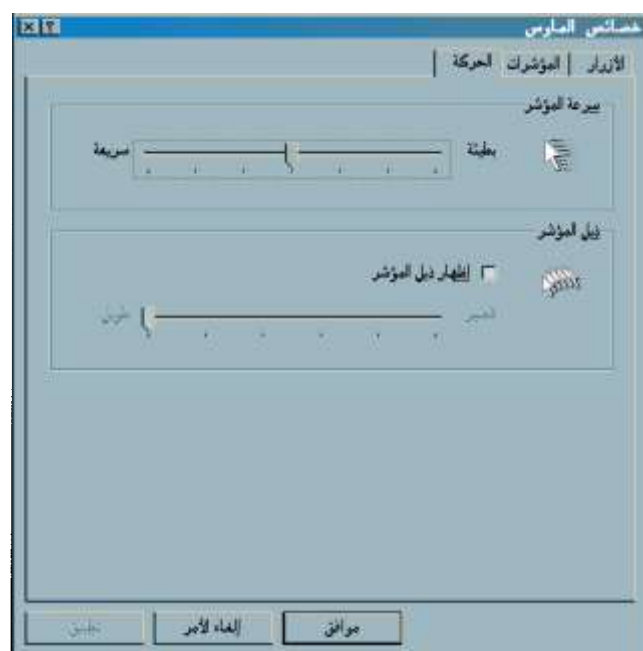 خصائص الماوس
الأزرار المؤشرات الحركة
سرعة المؤشر
بطيئة سريعة
ذيل المؤشر
إظهار ذيل المؤشر
قصير طويل
موافق إلغاء الأمر تطبيق